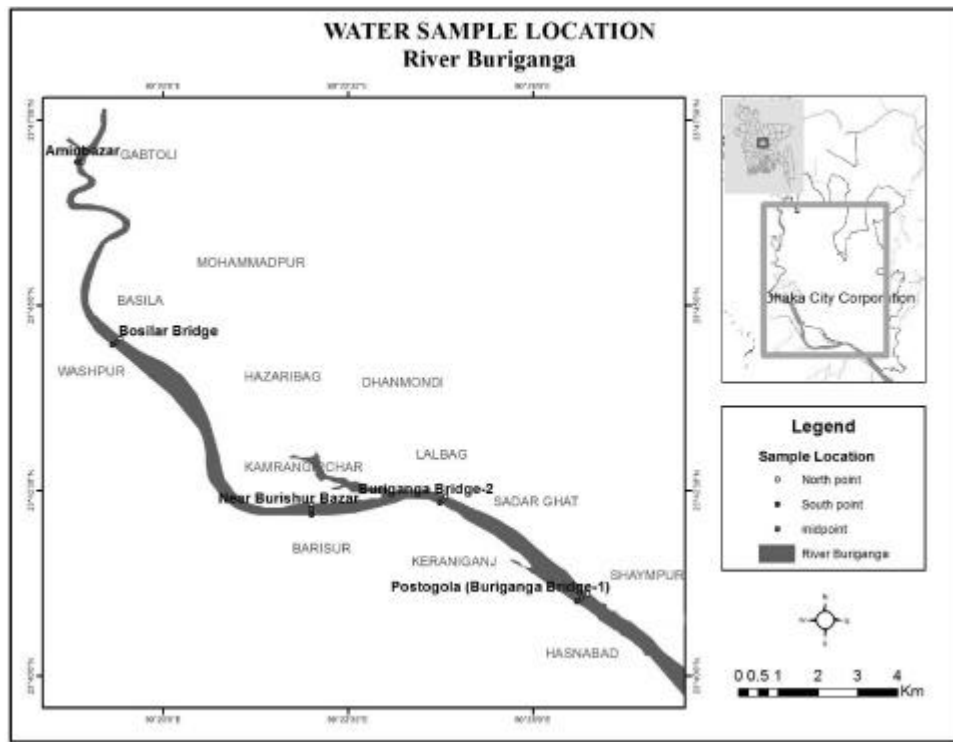 WATER SAMPLE LOCATION
River Buriganga
Aminbazar
GABTOLI
MOHAMMADPUR
BASILA
Bosilar Bridge
WASHPUR
HAZARIBAG
DHANMONDI
LALBAG
KAMRANGIRCHAR
Buriganga Bridge-2
Near Burishur Bazar
SADAR GHAT
BARISUR
KERANIGANJ
SHAYMPUR
Postogola (Buriganga Bridge-1)
HASNABAD
Dhaka City Corporation
Legend
Sample Location
North point
South point
midpoint
River Buriganga
0 0.5 1 2 3 4
Km